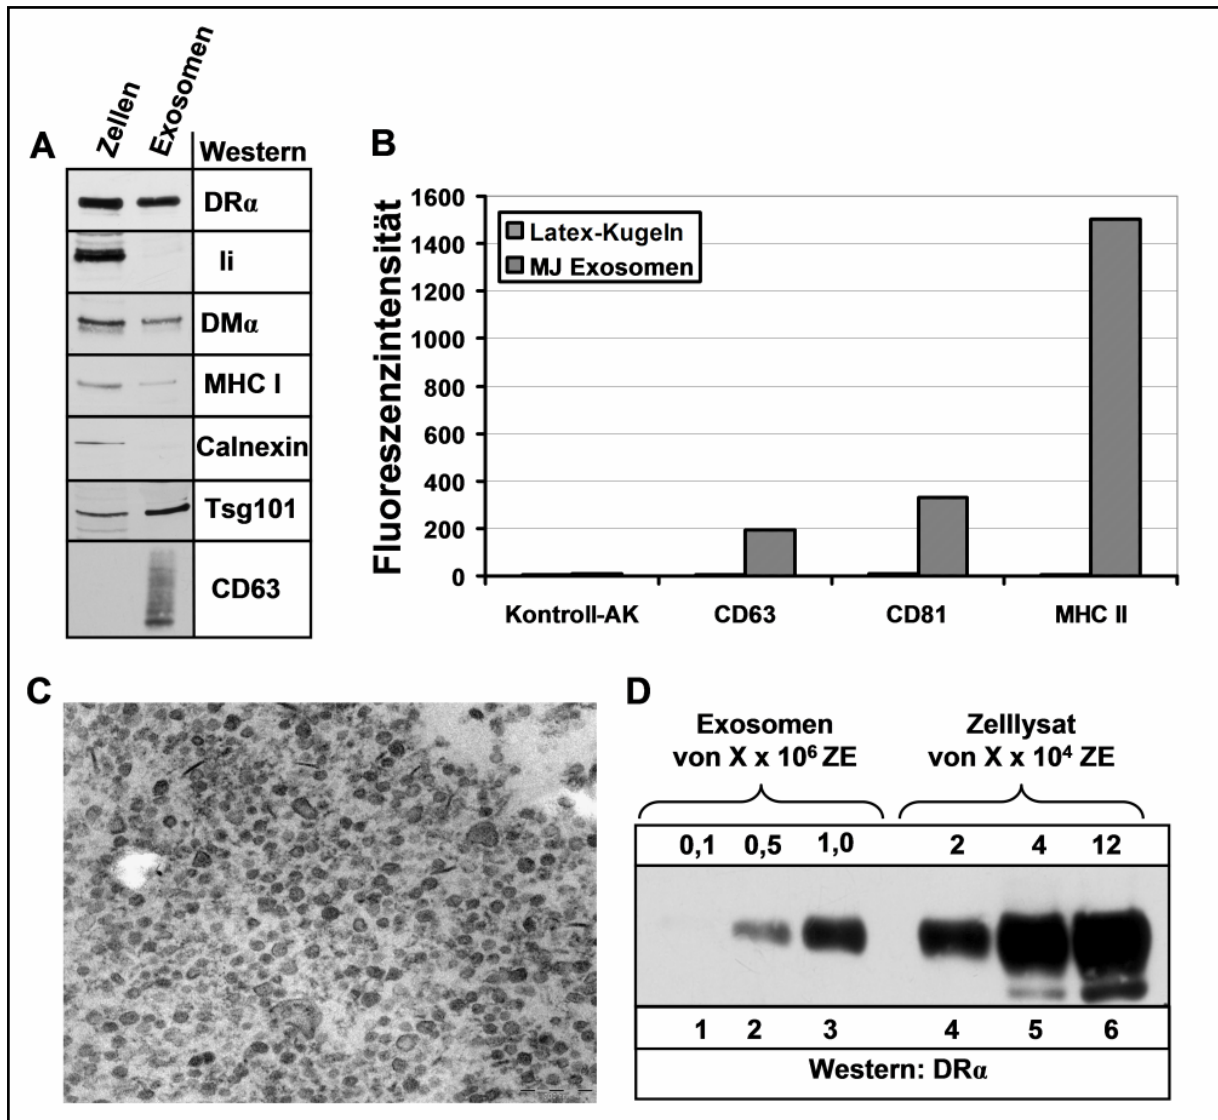 A
Zellen
Exosomen
Western
DRα
Ii
DMα
MHC I
Calnexin
Tsg101
CD63
B
Fluoreszenzintensität
1600
1400
1200
1000
800
600
400
200
0
Latex-Kugeln
MJ Exosomen
Kontroll-AK
CD63
CD81
MHC II
C
D
Exosomen
von X x 10⁶ ZE
Zelllysat
von X x 10⁴ ZE
0,1 0,5 1,0 2 4 12
1 2 3 4 5 6
Western: DRα